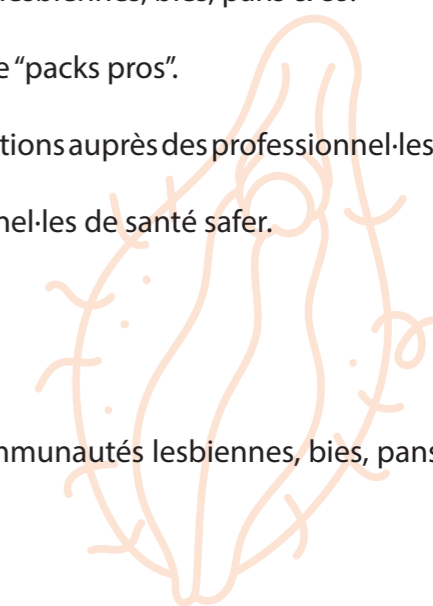 lesbiennes, bies, pans & co.
e “packs pros”.
tions auprès des professionnel·les
nel·les de santé safer.
mmunautés lesbiennes, bies, pans